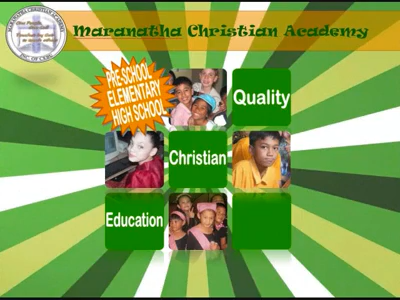 Maranatha Christian Academy
PRE SCHOOL
ELEMENTARY
HIGH SCHOOL
Quality
Christian
Education